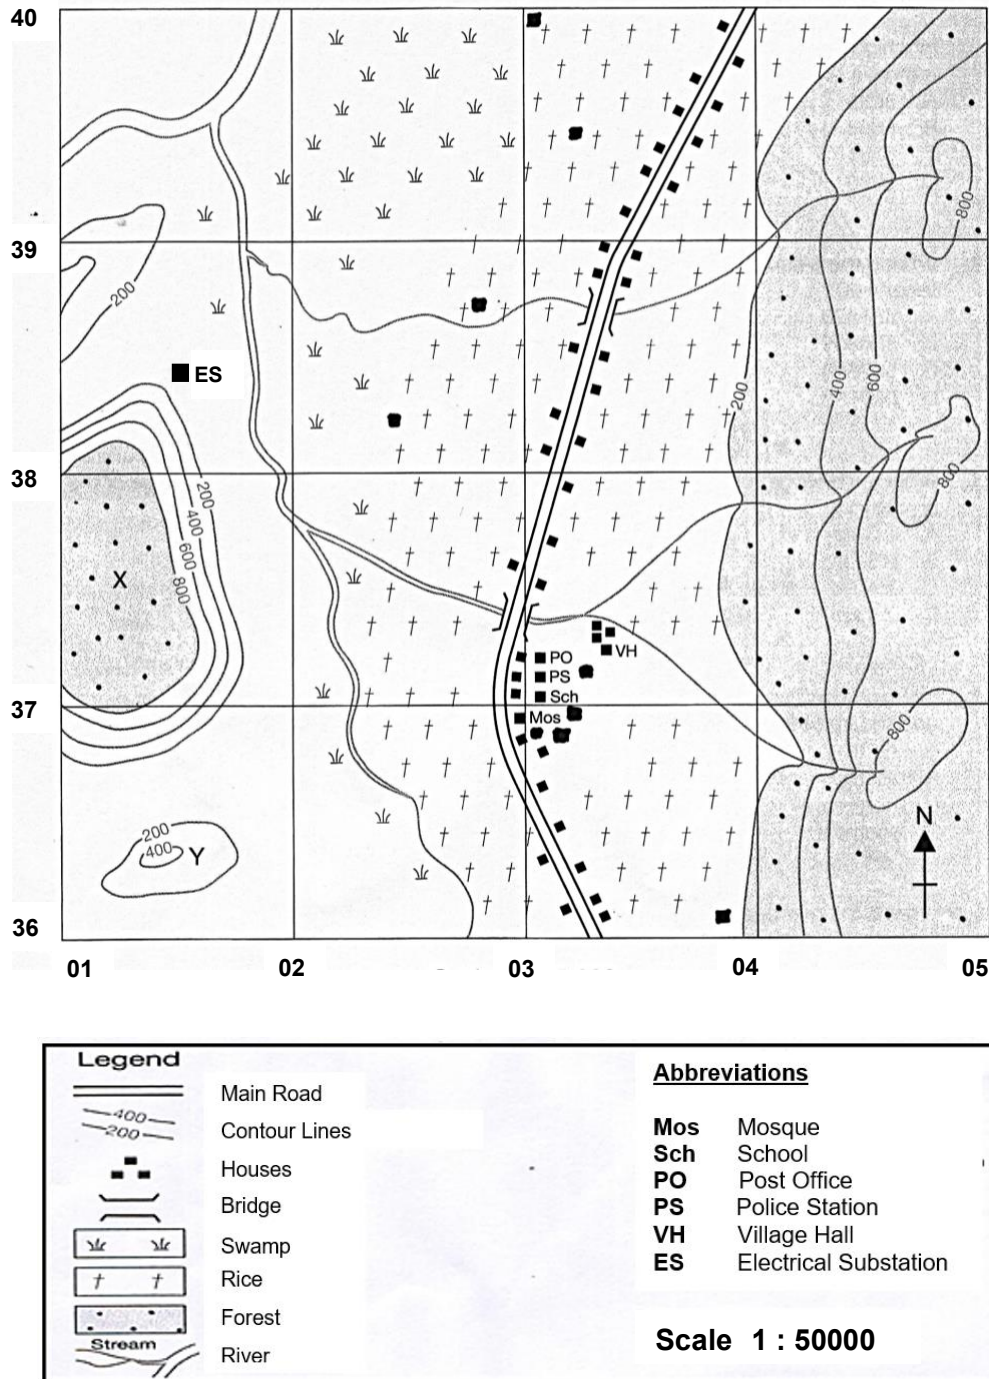 40
39
800
200
ES
200
400
600
38
800
200
400
600
800
X
VH
PO
PS
Sch
37
Mos
800
200
400
Y
N
36
01 02 03 04 05
Legend
Main Road
400
200
Contour Lines
Houses
Bridge
Swamp
Rice
Forest
Stream
River
Abbreviations
Mos Mosque
Sch School
PO Post Office
PS Police Station
VH Village Hall
ES Electrical Substation
Scale 1 : 50000